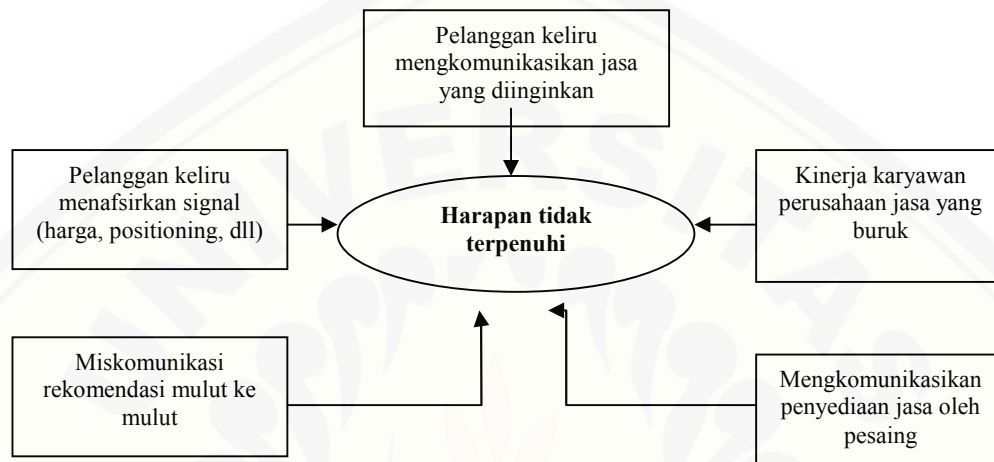 Pelanggan keliru
mengkomunikasikan jasa
yang diinginkan
Pelanggan keliru
menafsirkan signal
(harga, positioning, dll)
Harapan tidak
terpenuhi
Kinerja karyawan
perusahaan jasa yang
buruk
Miskomunikasi
rekomendasi mulut ke
mulut
Mengkomunikasikan
penyediaan jasa oleh
pesaing
UNIVERSITAS